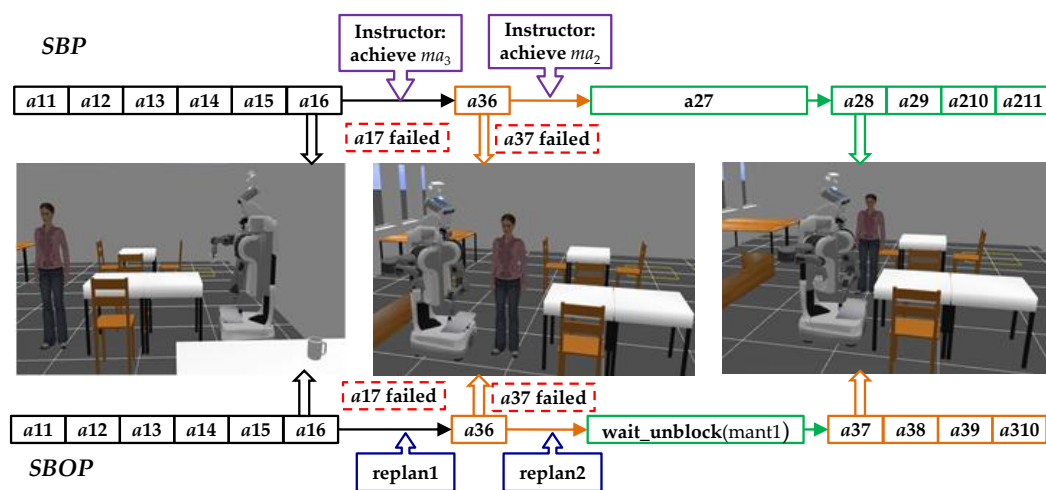 SBP
Instructor:
achieve ma₃
Instructor:
achieve ma₂
a11 a12 a13 a14 a15 a16 a36 a27 a28 a29 a210 a211
a17 failed
a37 failed
a17 failed
a37 failed
a11 a12 a13 a14 a15 a16 a36 wait_unblock(mant1) a37 a38 a39 a310
SBOP
replan1
replan2